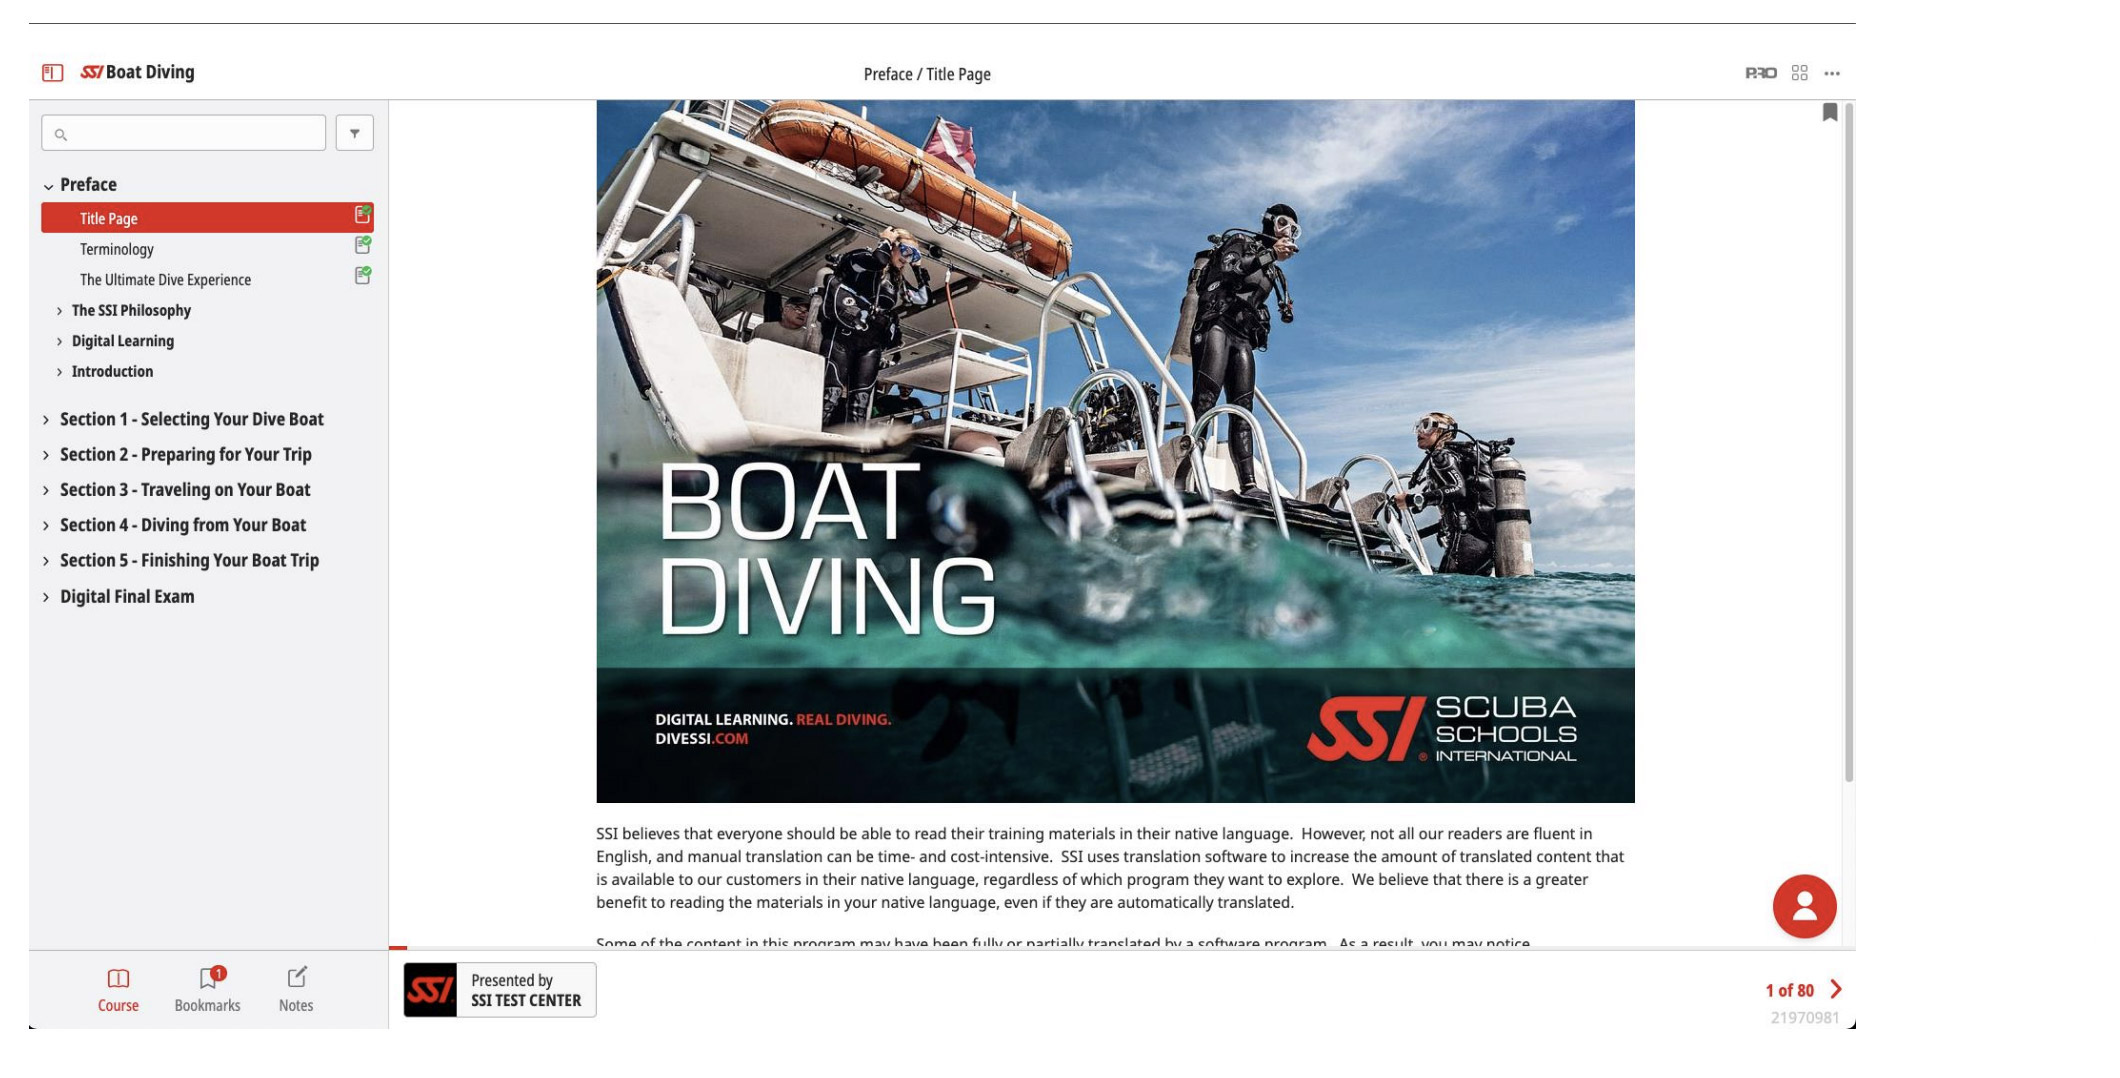 SSI Boat Diving
Preface / Title Page
PRO
Preface
Title Page
Terminology
The Ultimate Dive Experience
The SSI Philosophy
Digital Learning
Introduction
Section 1 - Selecting Your Dive Boat
Section 2 - Preparing for Your Trip
Section 3 - Traveling on Your Boat
Section 4 - Diving from Your Boat
Section 5 - Finishing Your Boat Trip
Digital Final Exam
BOAT
DIVING
DIGITAL LEARNING. REAL DIVING.
DIVESSI.COM
SSI
SCUBA
SCHOOLS
INTERNATIONAL
SSI believes that everyone should be able to read their training materials in their native language.  However, not all our readers are fluent in
English, and manual translation can be time- and cost-intensive.  SSI uses translation software to increase the amount of translated content that
is available to our customers in their native language, regardless of which program they want to explore.  We believe that there is a greater
benefit to reading the materials in your native language, even if they are automatically translated.
Some of the content in this program may have been fully or partially translated by a software program.  As a result, you may notice
1
Course
Bookmarks
Notes
SSI
Presented by
SSI TEST CENTER
1 of 80
21970981